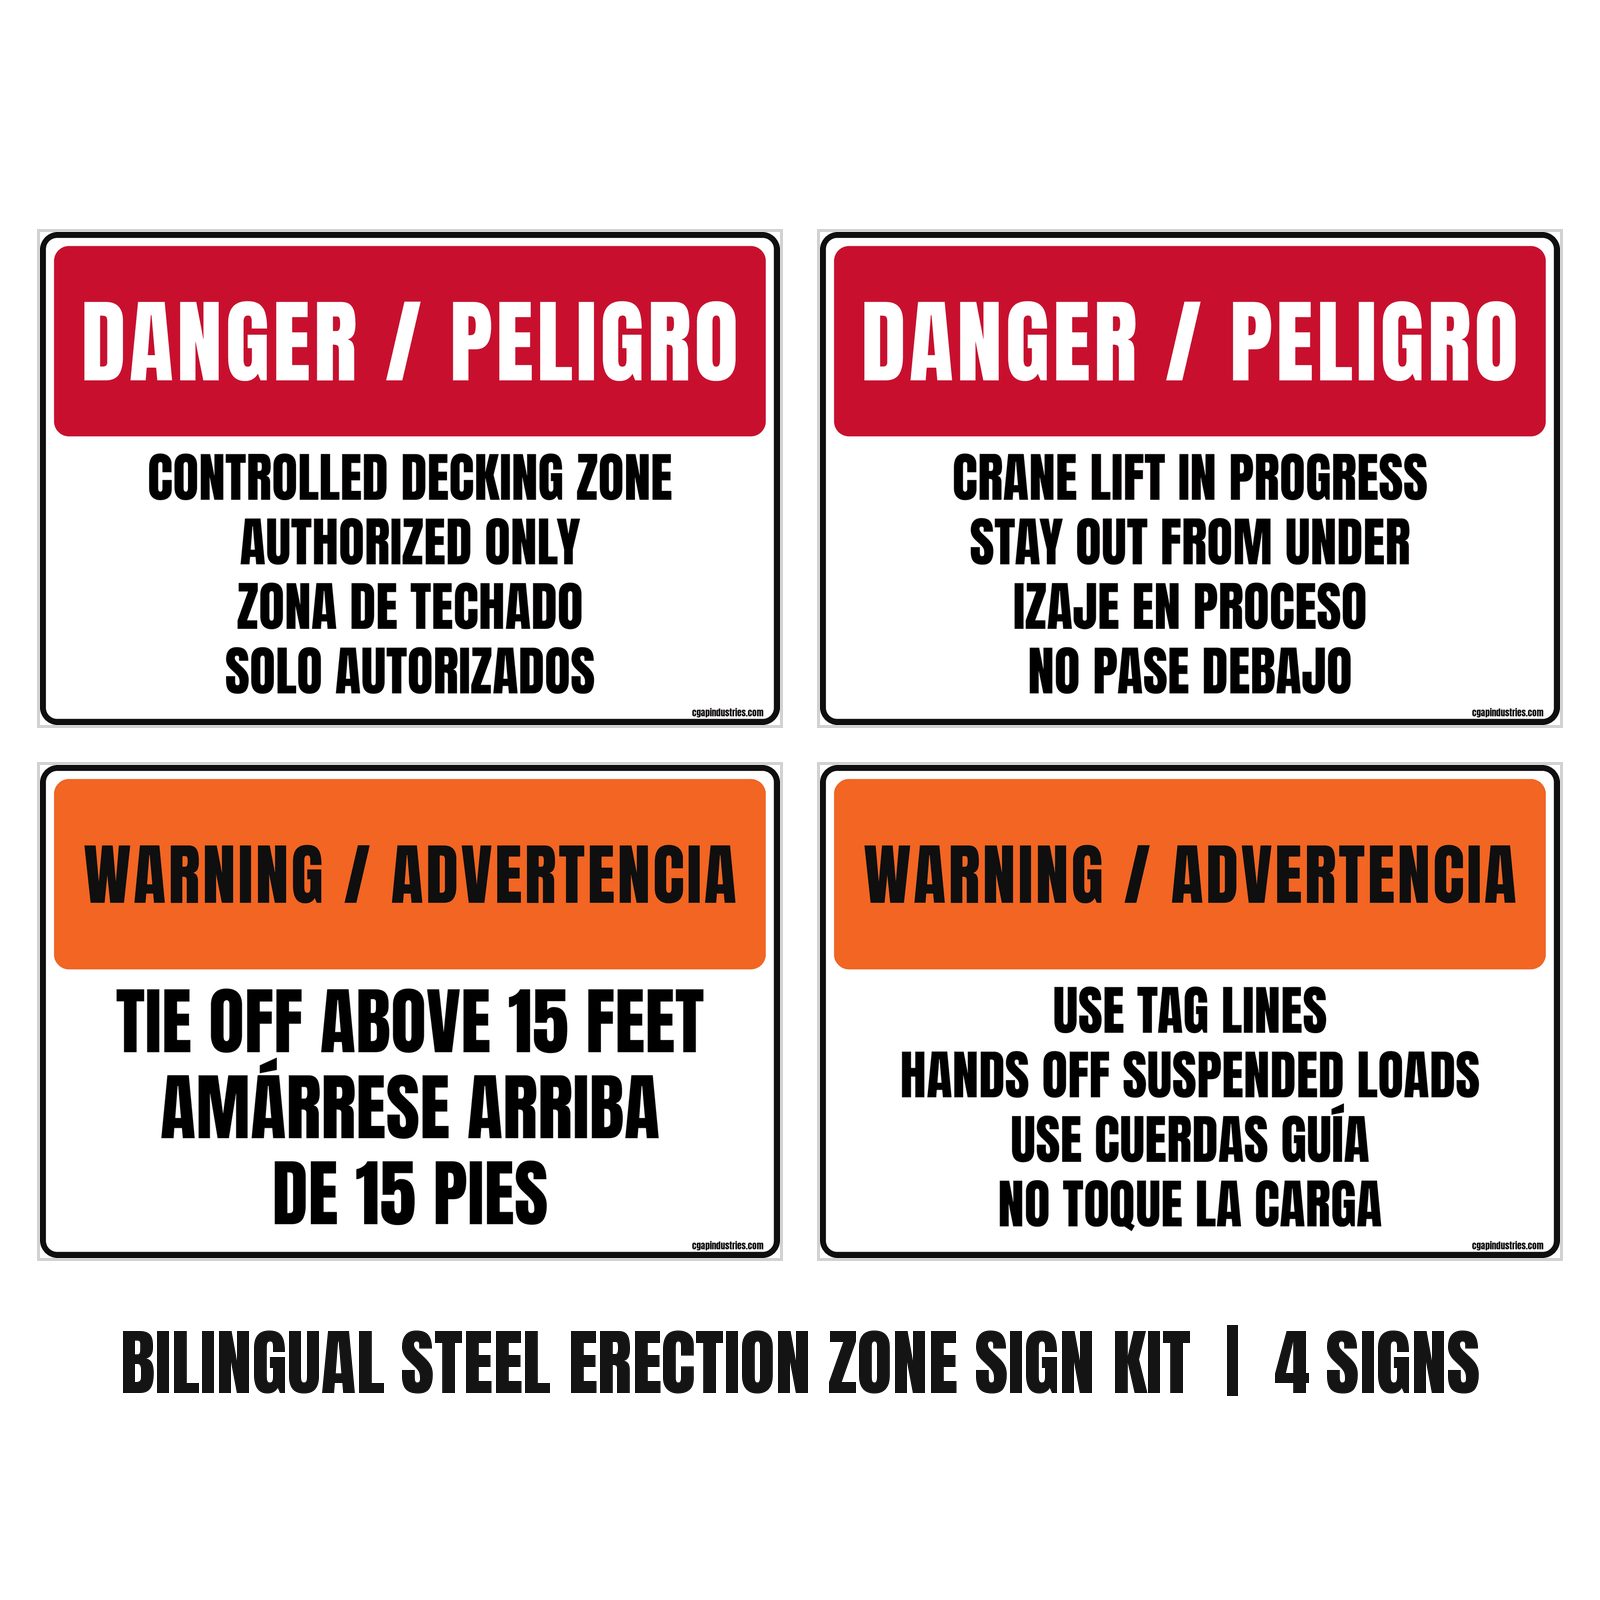 DANGER / PELIGRO
CONTROLLED DECKING ZONE
AUTHORIZED ONLY
ZONA DE TECHADO
SOLO AUTORIZADOS
cgapindustries.com
DANGER / PELIGRO
CRANE LIFT IN PROGRESS
STAY OUT FROM UNDER
IZAJE EN PROCESO
NO PASE DEBAJO
cgapindustries.com
WARNING / ADVERTENCIA
TIE OFF ABOVE 15 FEET
AMÁRRESE ARRIBA
DE 15 PIES
cgapindustries.com
WARNING / ADVERTENCIA
USE TAG LINES
HANDS OFF SUSPENDED LOADS
USE CUERDAS GUÍA
NO TOQUE LA CARGA
cgapindustries.com
BILINGUAL STEEL ERECTION ZONE SIGN KIT | 4 SIGNS